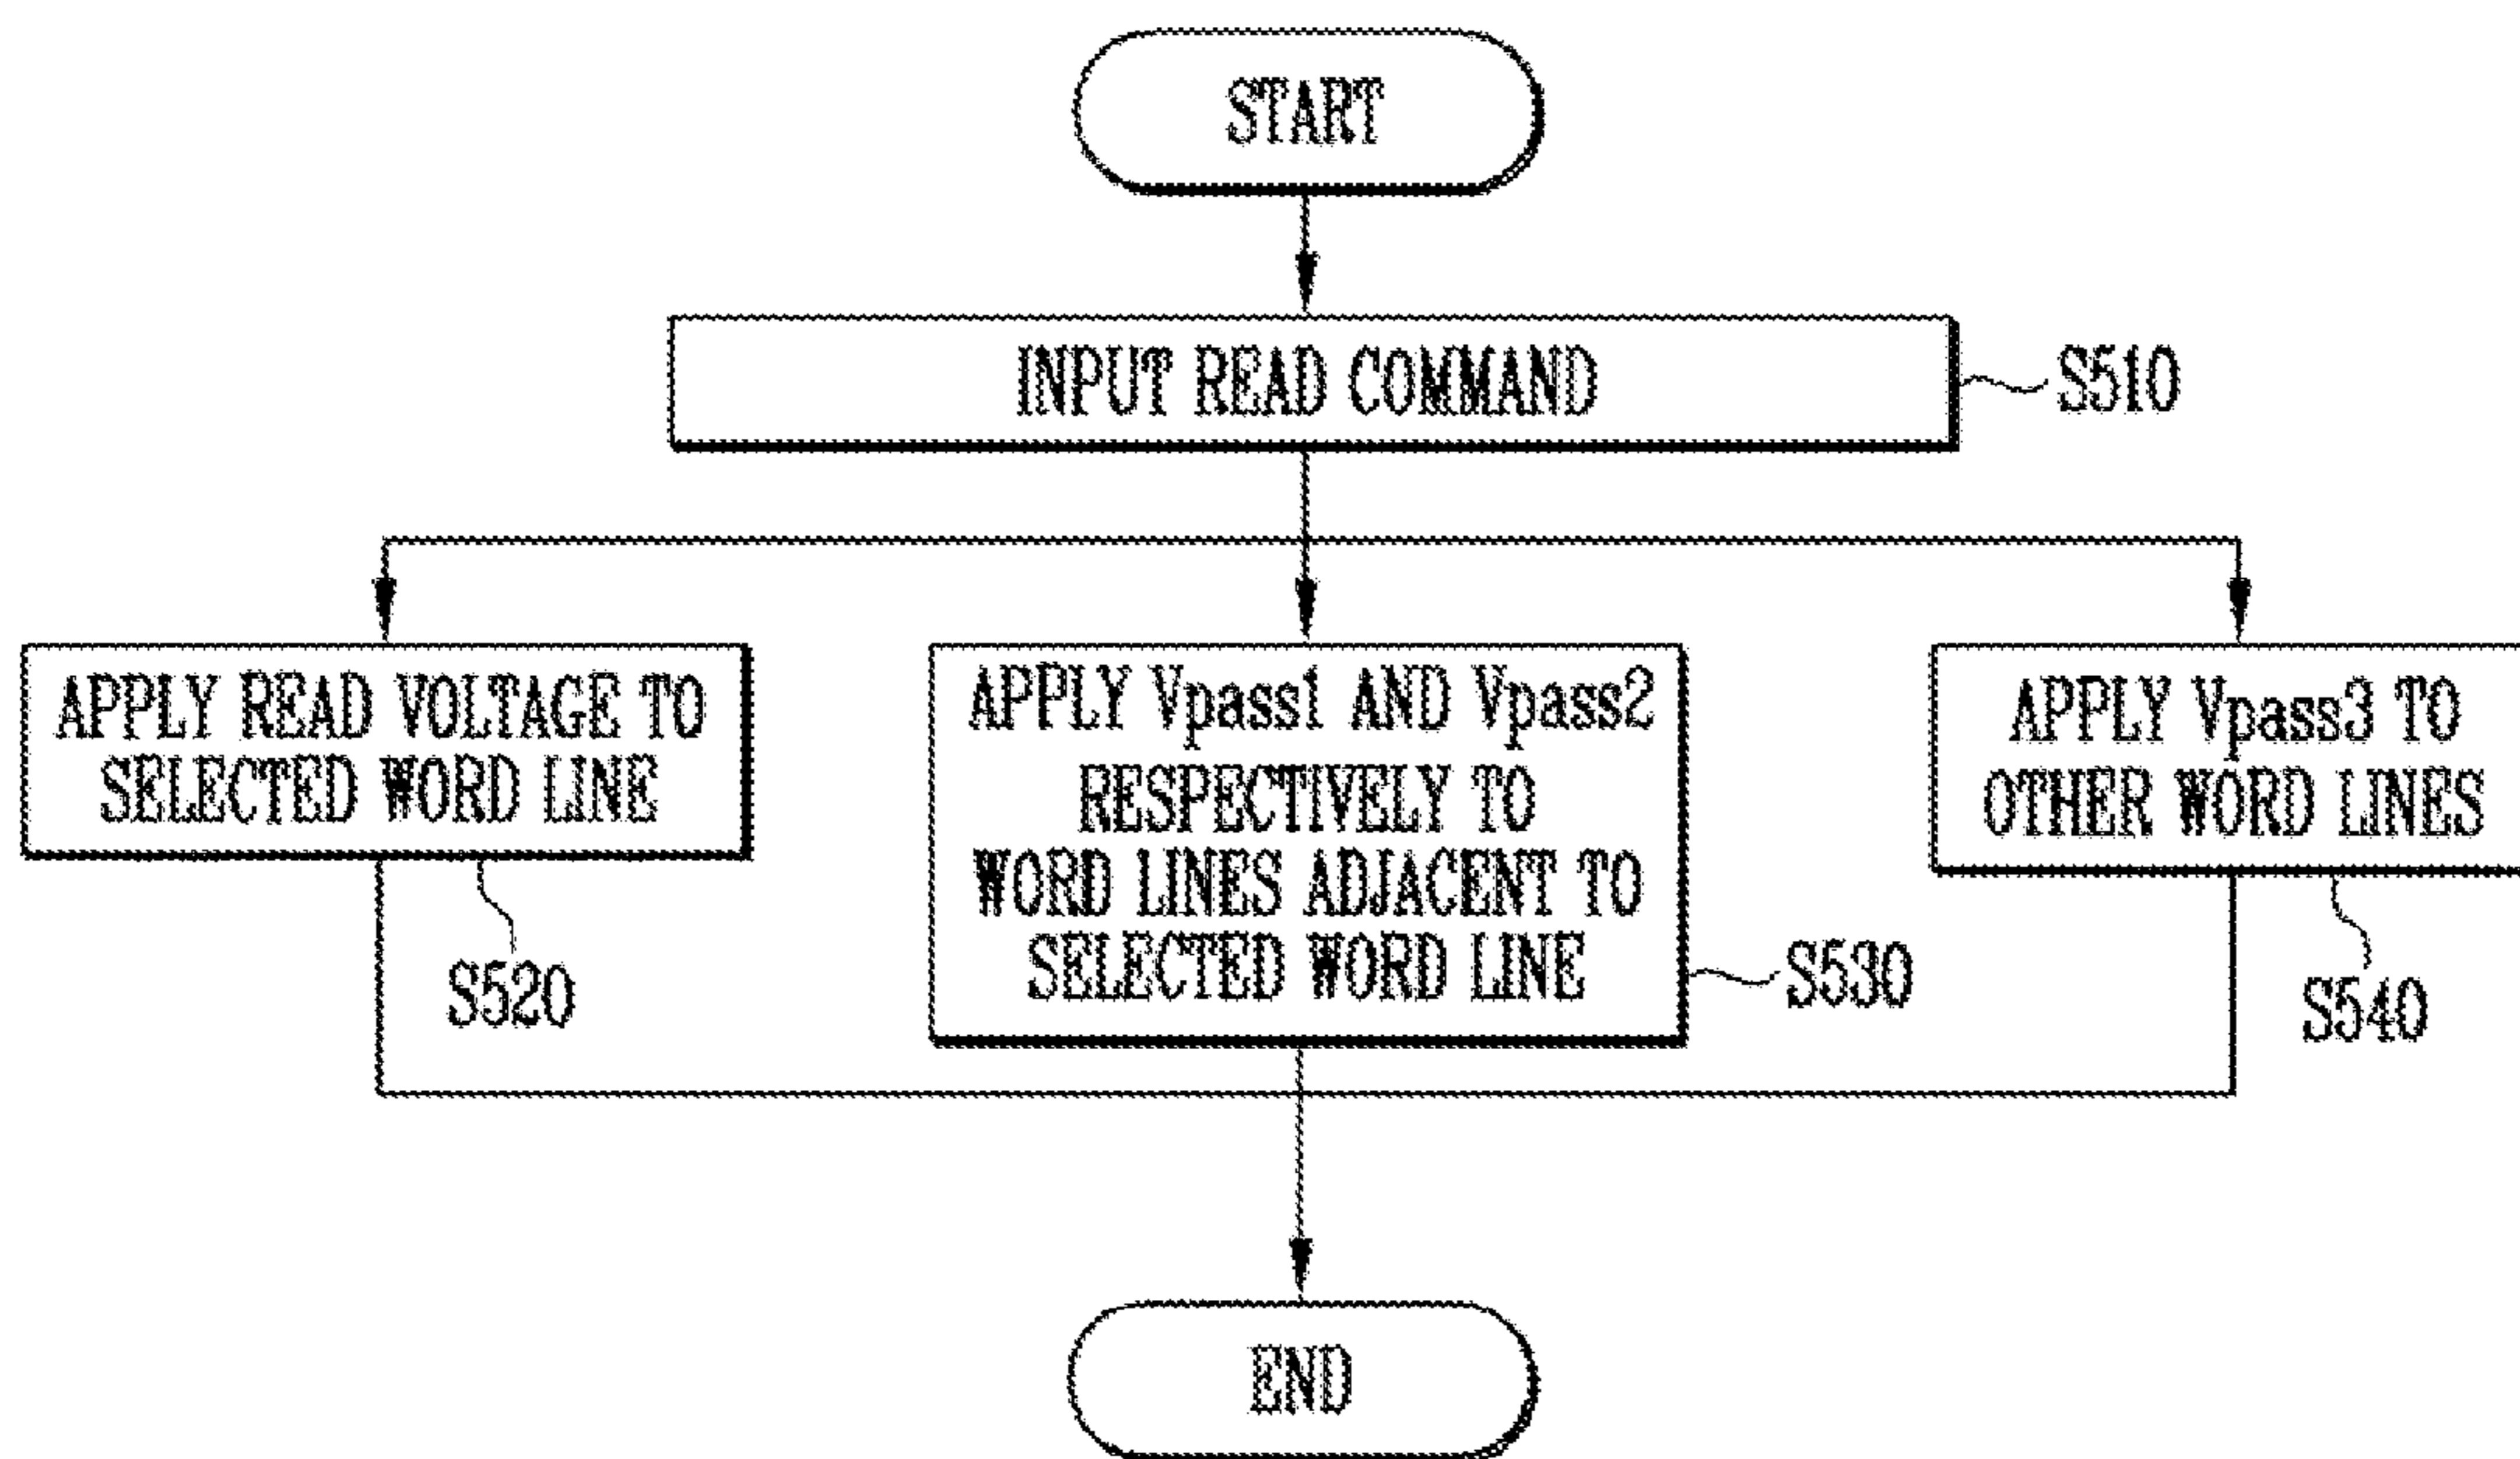 START
INPUT READ COMMAND
S510
APPLY READ VOLTAGE TO
SELECTED WORD LINE
S520
APPLY Vpass1 AND Vpass2
RESPECTIVELY TO
WORD LINES ADJACENT TO
SELECTED WORD LINE
S530
APPLY Vpass3 TO
OTHER WORD LINES
S540
END